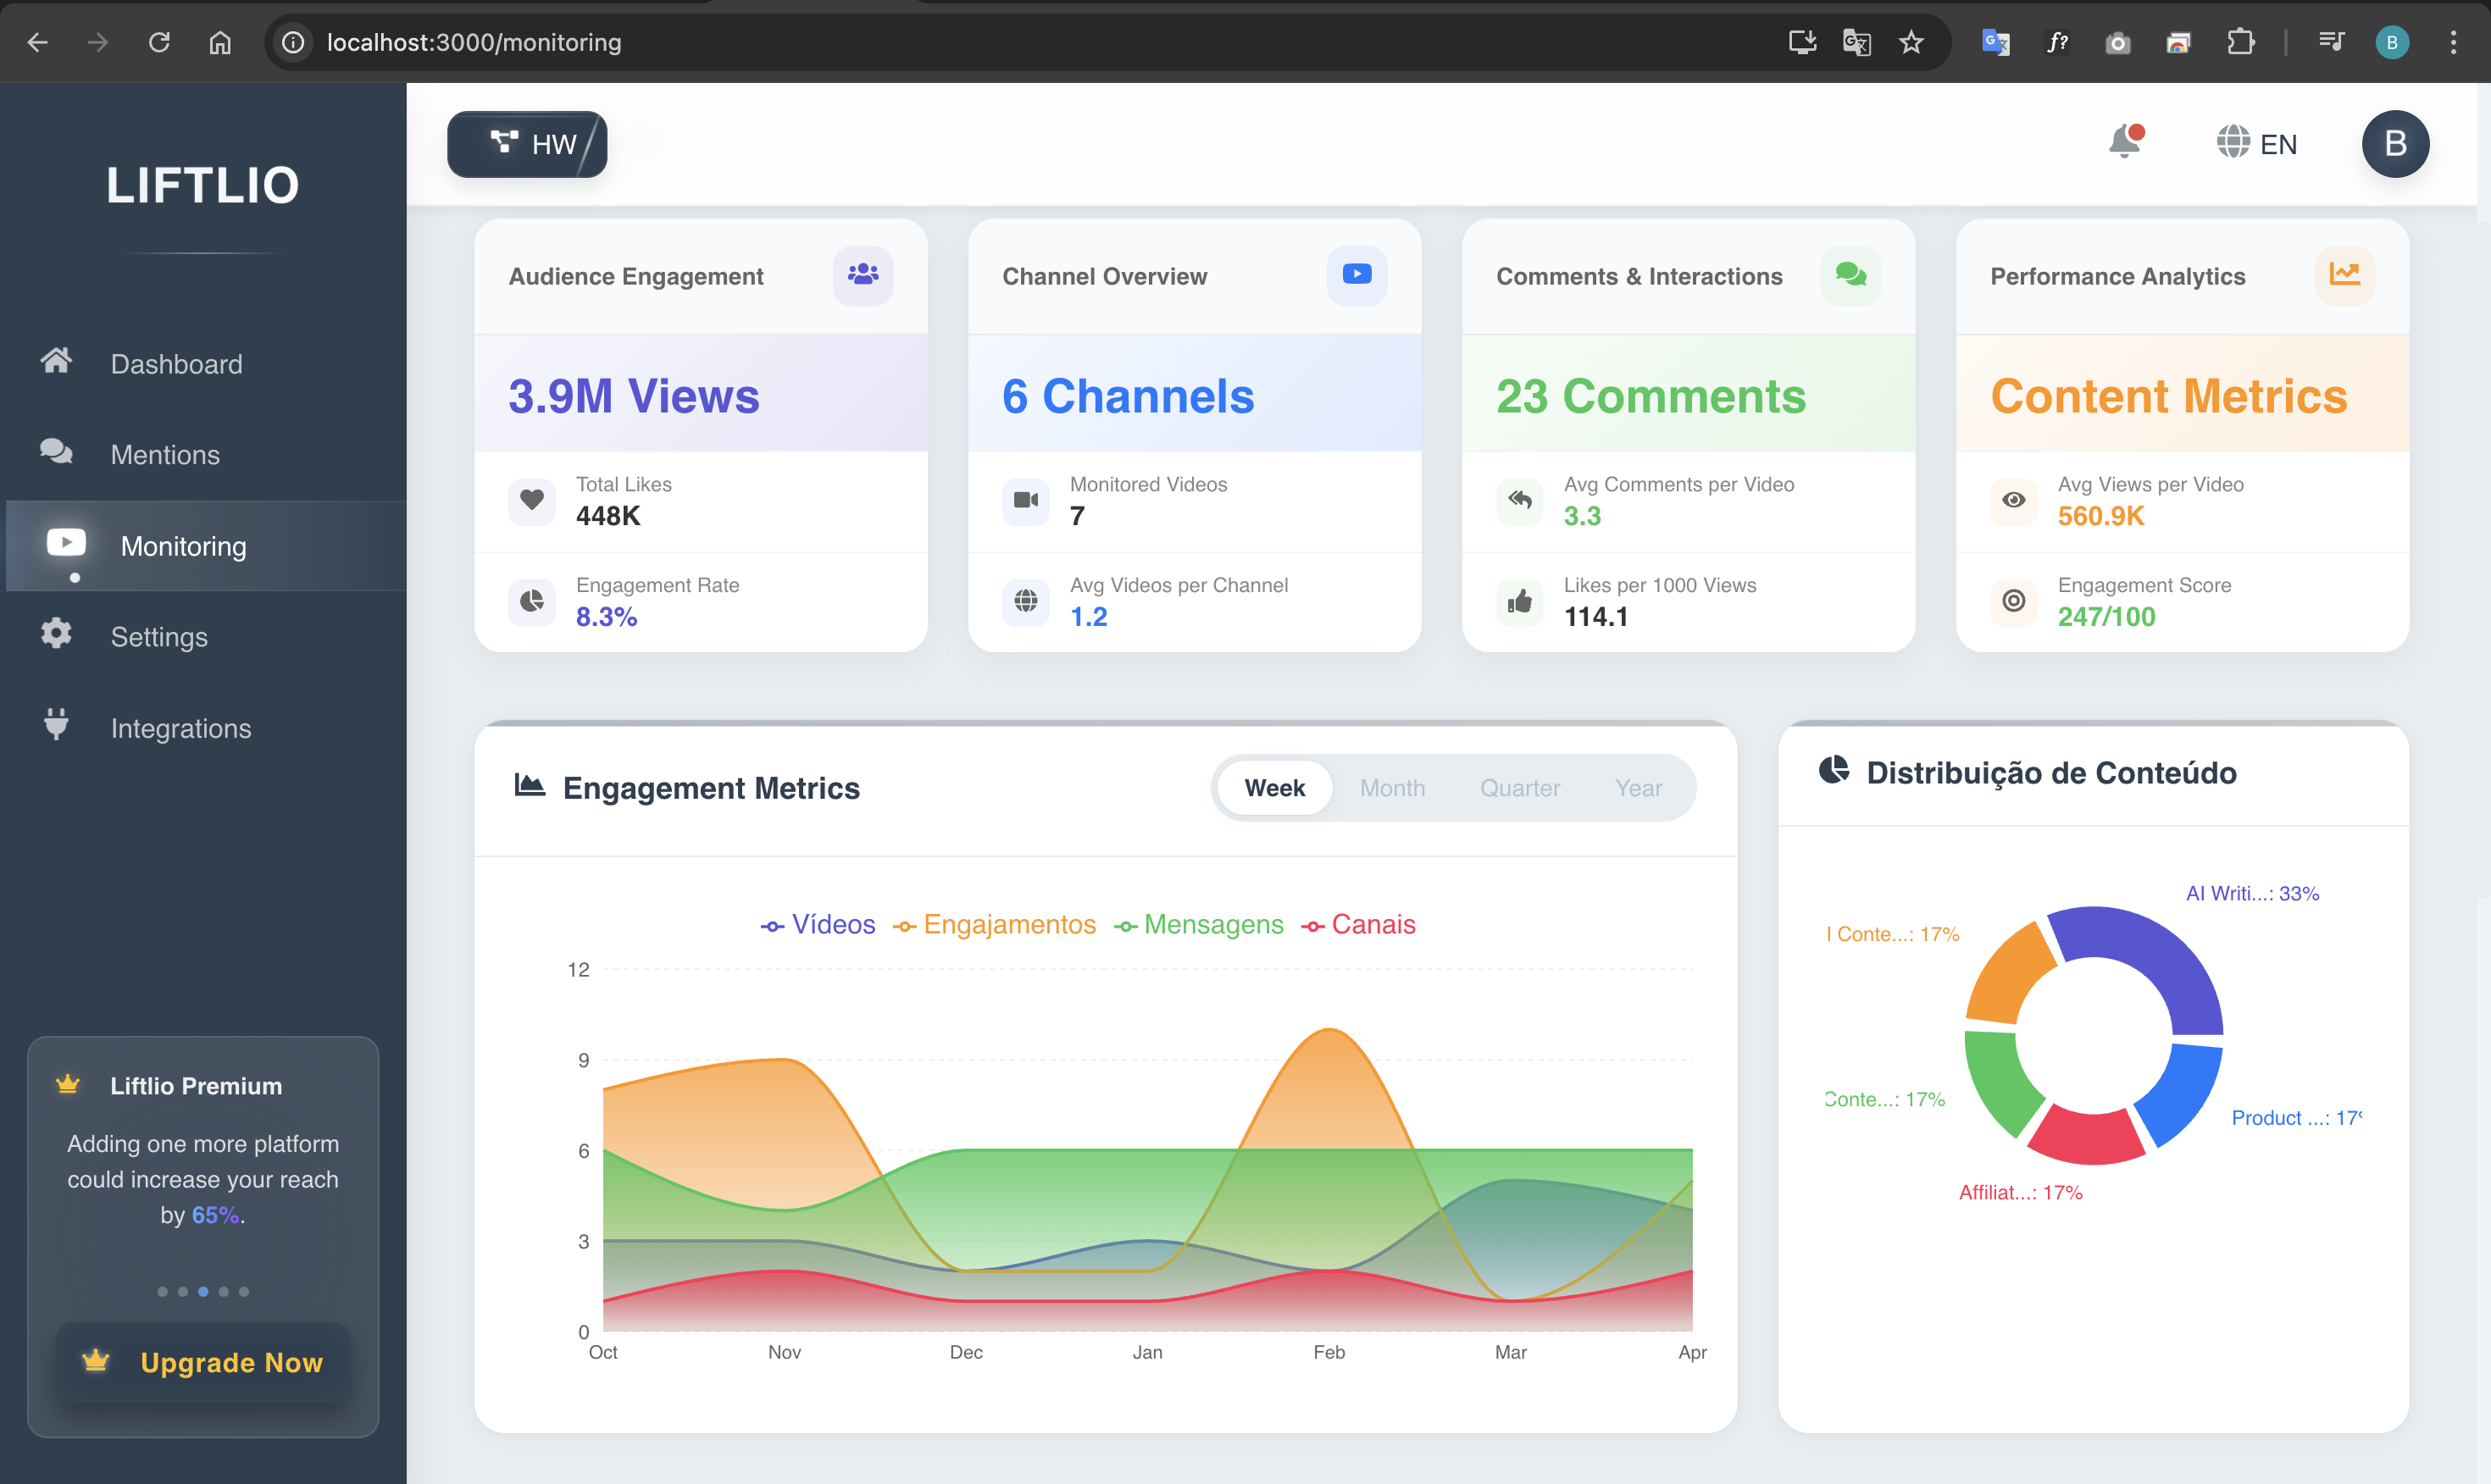 localhost:3000/monitoring
B
LIFTLIO
Dashboard
Mentions
Monitoring
Settings
Integrations
Liftlio Premium
Adding one more platform
could increase your reach
by 65%.
Upgrade Now
HW
EN
B
Audience Engagement
3.9M Views
Total Likes
448K
Engagement Rate
8.3%
Channel Overview
6 Channels
Monitored Videos
7
Avg Videos per Channel
1.2
Comments & Interactions
23 Comments
Avg Comments per Video
3.3
Likes per 1000 Views
114.1
Performance Analytics
Content Metrics
Avg Views per Video
560.9K
Engagement Score
247/100
Engagement Metrics
Week Month Quarter Year
Vídeos Engajamentos Mensagens Canais
12
9
6
3
0
Oct Nov Dec Jan Feb Mar Apr
Distribuição de Conteúdo
AI Writi...: 33%
I Conte...: 17%
Conte...: 17%
Product ...: 17%
Affiliat...: 17%